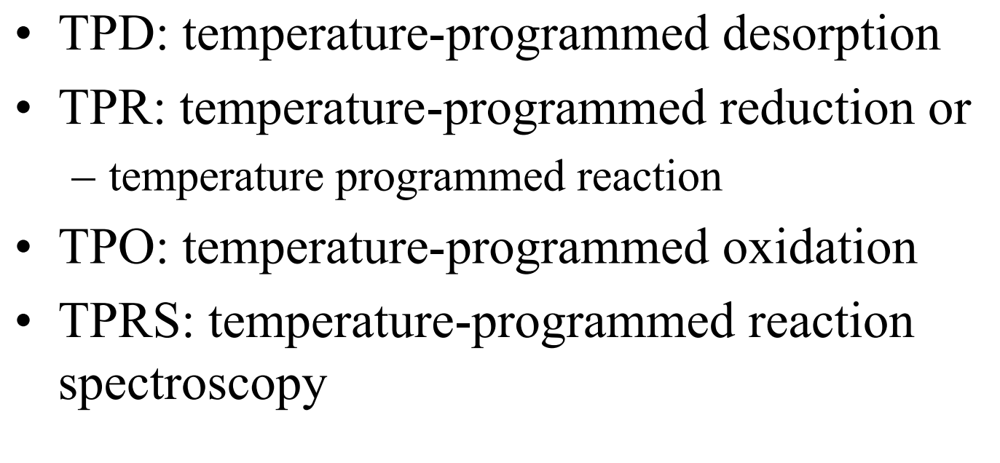 • TPD: temperature-programmed desorption
• TPR: temperature-programmed reduction or
– temperature programmed reaction
• TPO: temperature-programmed oxidation
• TPRS: temperature-programmed reaction
spectroscopy